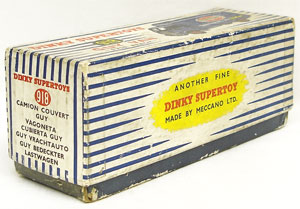 DINKY SUPERTOYS
918
CAMION COUVERT
GUY
VAGONETA
CUBIERTA GUY
GUY VRACHTAUTO
GUY BEDECKTER
LASTWAGEN
ANOTHER FINE
DINKY SUPERTOY
MADE BY MECCANO LTD.